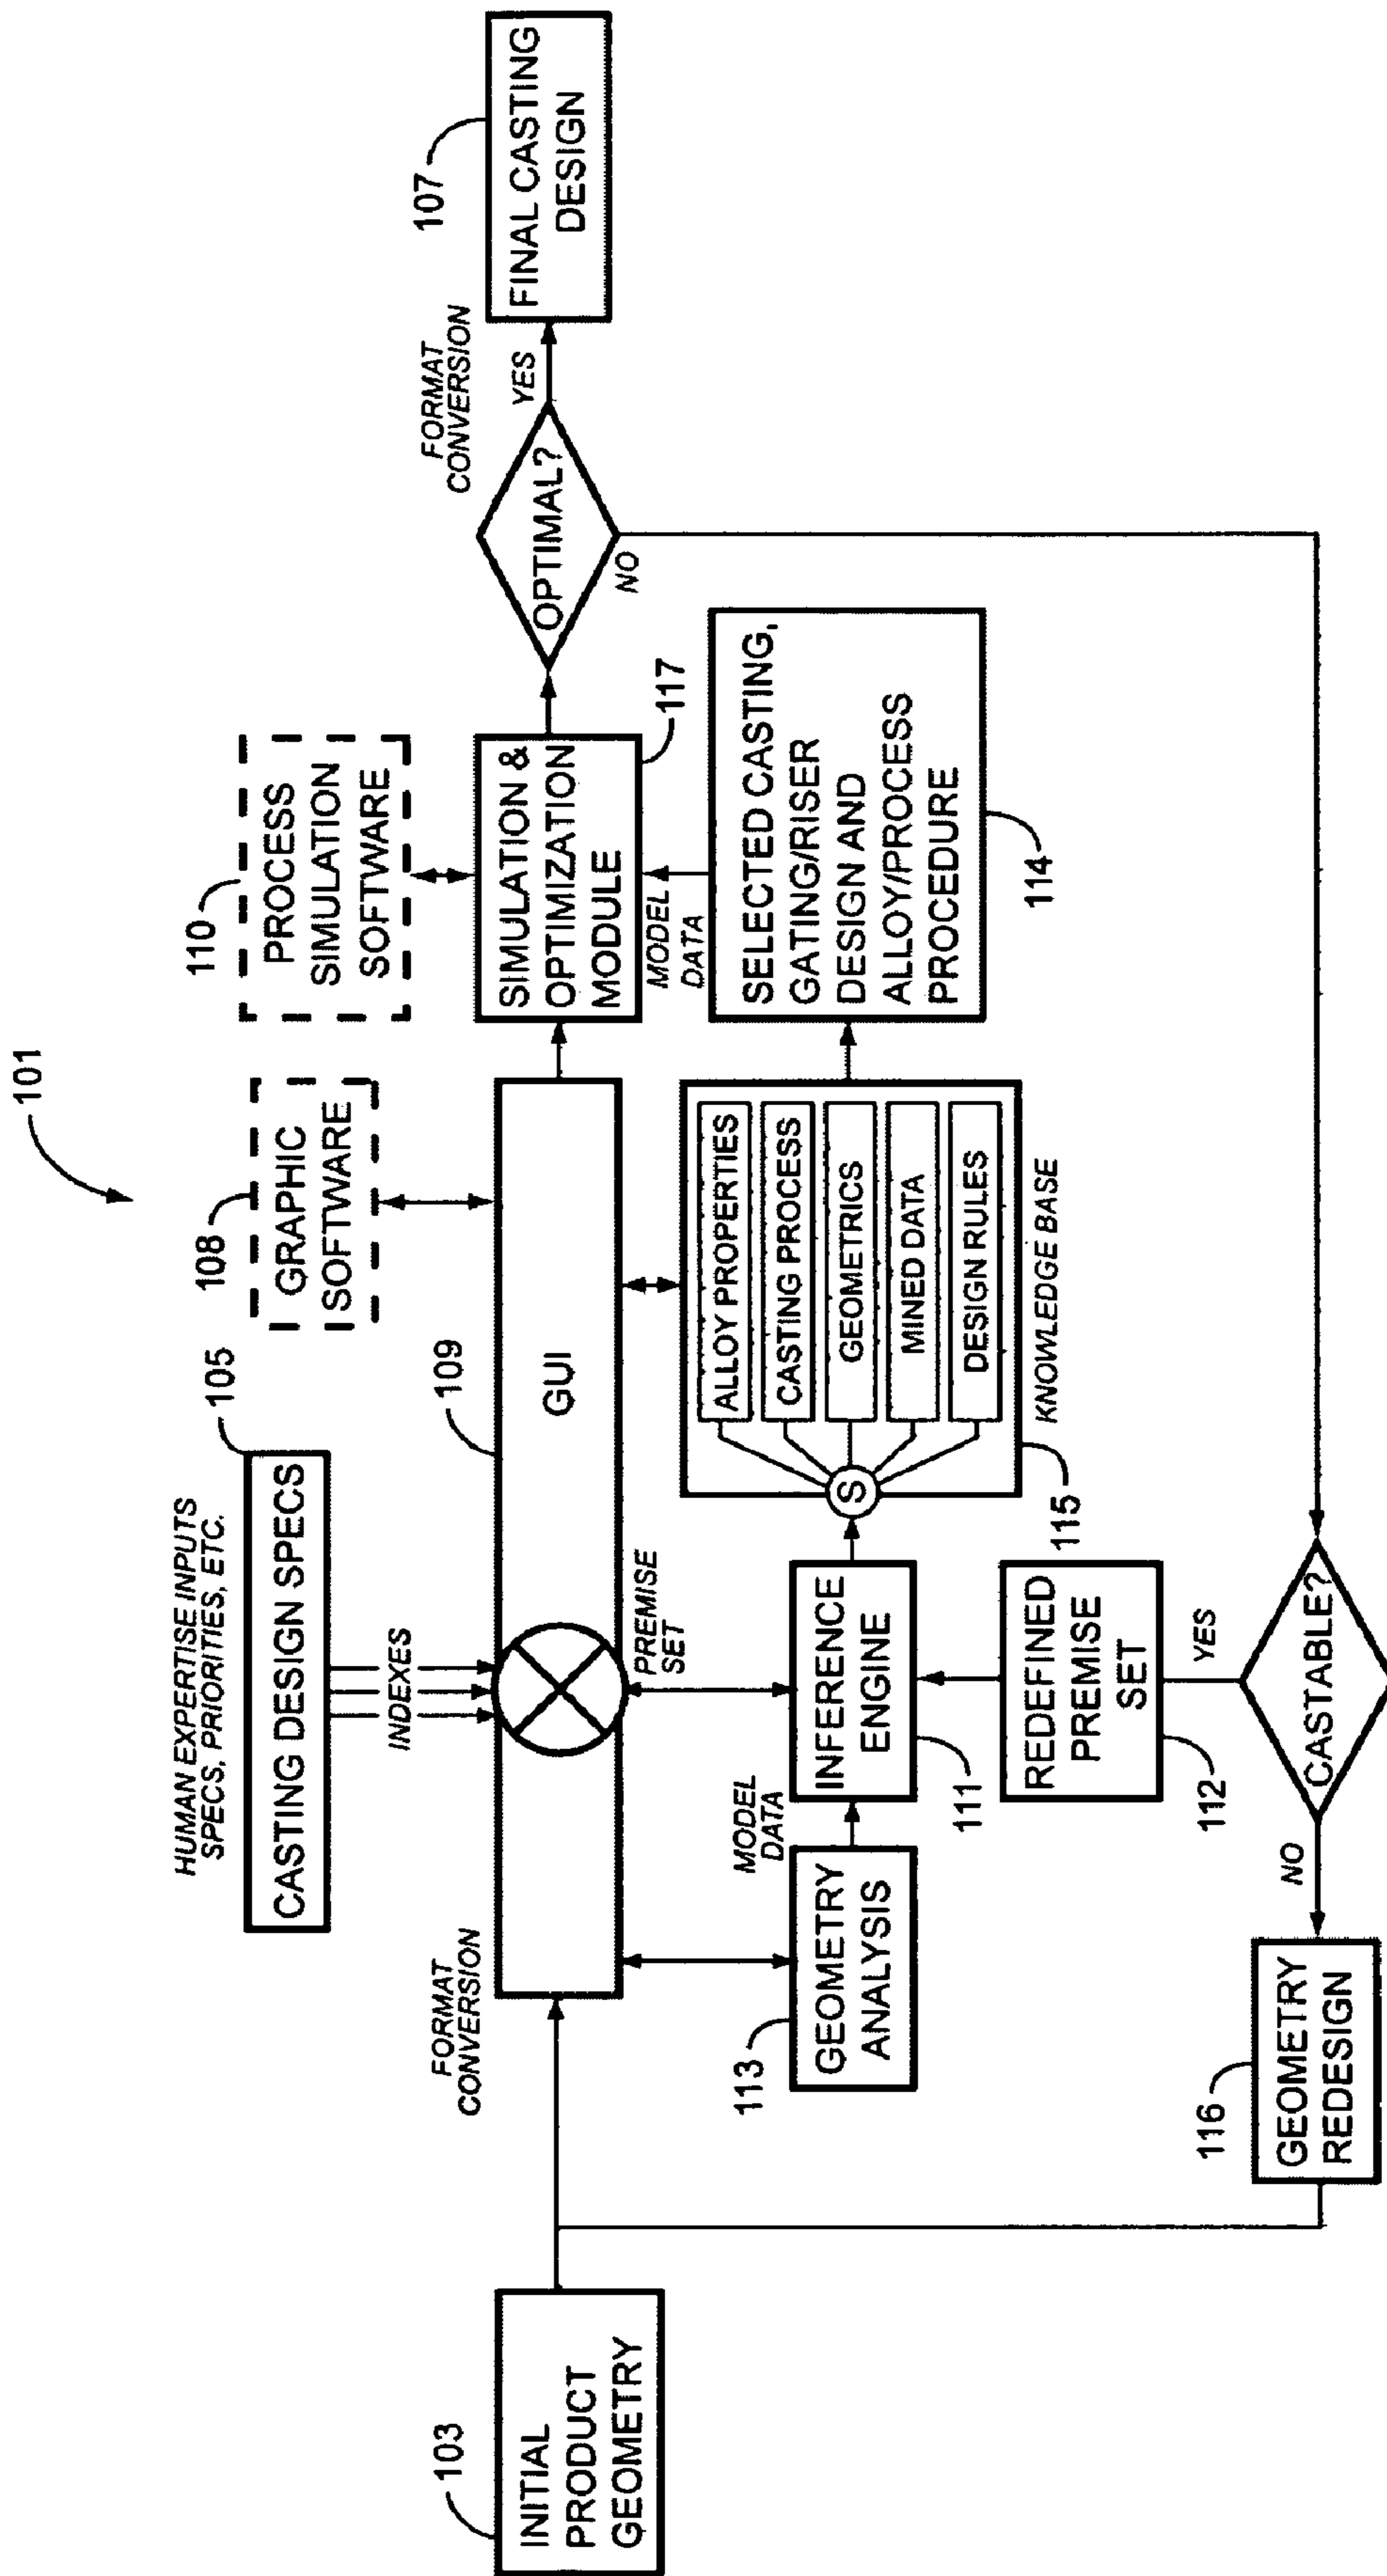 101
HUMAN EXPERTISE INPUTS
SPECS, PRIORITIES, ETC.
105
CASTING DESIGN SPECS
INDEXES
108
GRAPHIC
SOFTWARE
110
PROCESS
SIMULATION
SOFTWARE
103
INITIAL
PRODUCT
GEOMETRY
FORMAT
CONVERSION
109
GUI
SIMULATION &
OPTIMIZATION
MODULE
117
OPTIMAL?
YES
NO
FORMAT
CONVERSION
107
FINAL CASTING
DESIGN
113
GEOMETRY
ANALYSIS
MODEL
DATA
PREMISE
SET
INFERENCE
ENGINE
111
S
ALLOY PROPERTIES
CASTING PROCESS
GEOMETRICS
MINED DATA
DESIGN RULES
115
KNOWLEDGE BASE
MODEL
DATA
SELECTED CASTING,
GATING/RISER
DESIGN AND
ALLOY/PROCESS
PROCEDURE
114
REDEFINED
PREMISE
SET
112
YES
CASTABLE?
NO
116
GEOMETRY
REDESIGN